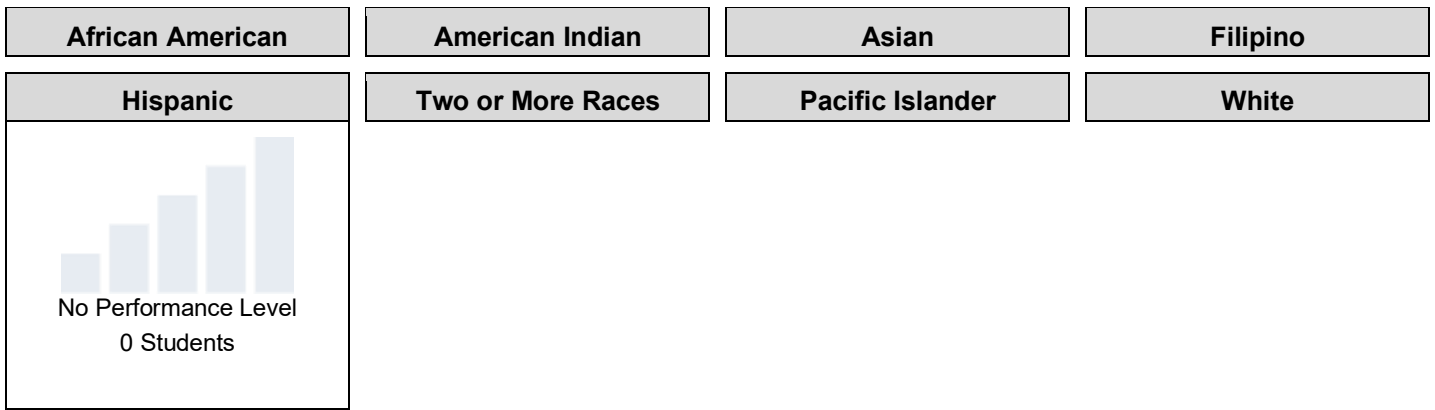 African American
American Indian
Asian
Filipino
Hispanic
Two or More Races
Pacific Islander
White
No Performance Level
0 Students